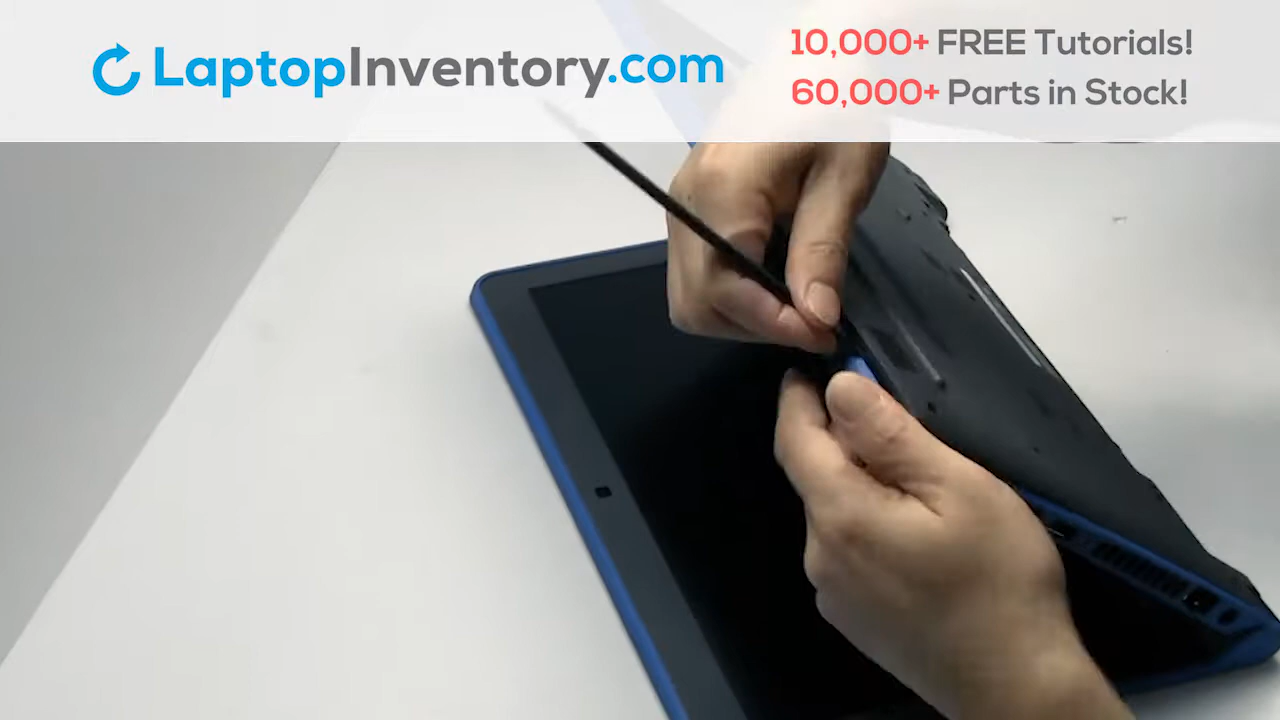 LaptopInventory.com
10,000+ FREE Tutorials!
60,000+ Parts in Stock!